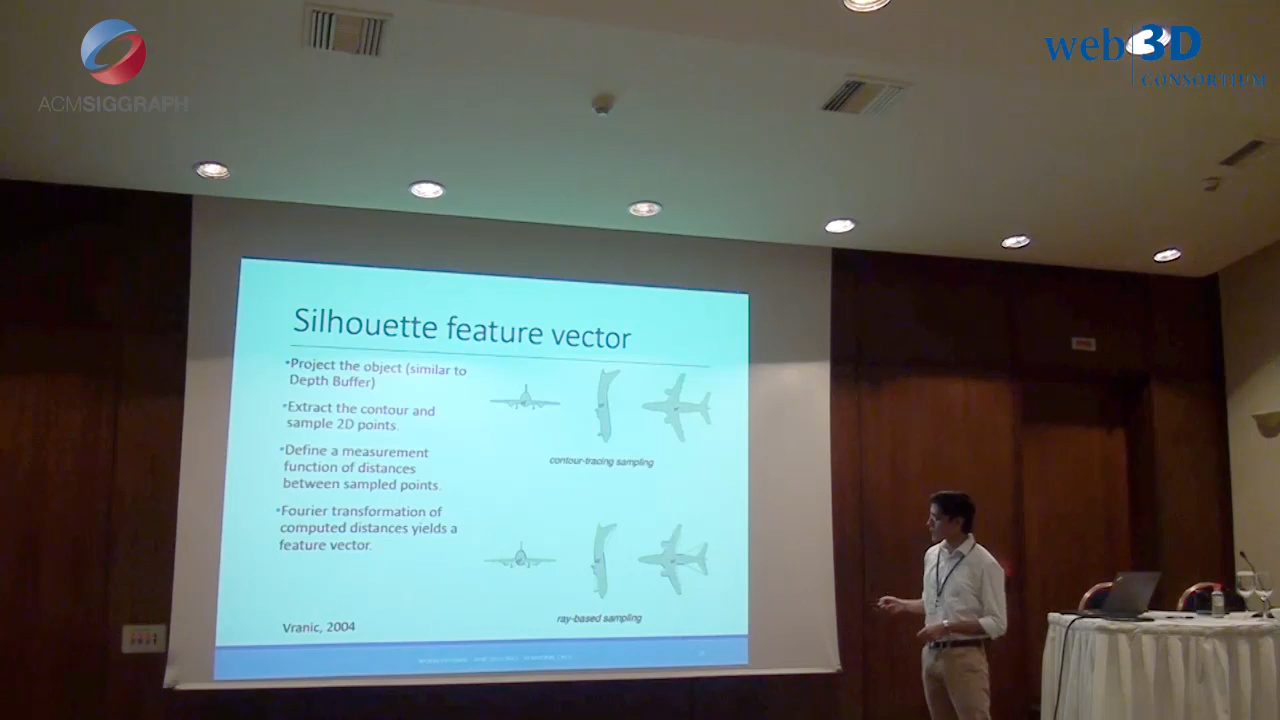 ACMSIGGRAPH
web 3D
CONSORTIUM
Silhouette feature vector
•Project the object (similar to
Depth Buffer)
•Extract the contour and
sample 2D points.
•Define a measurement
function of distances
between sampled points.
•Fourier transformation of
computed distances yields a
feature vector.
contour-tracing sampling
ray-based sampling
Vranic, 2004